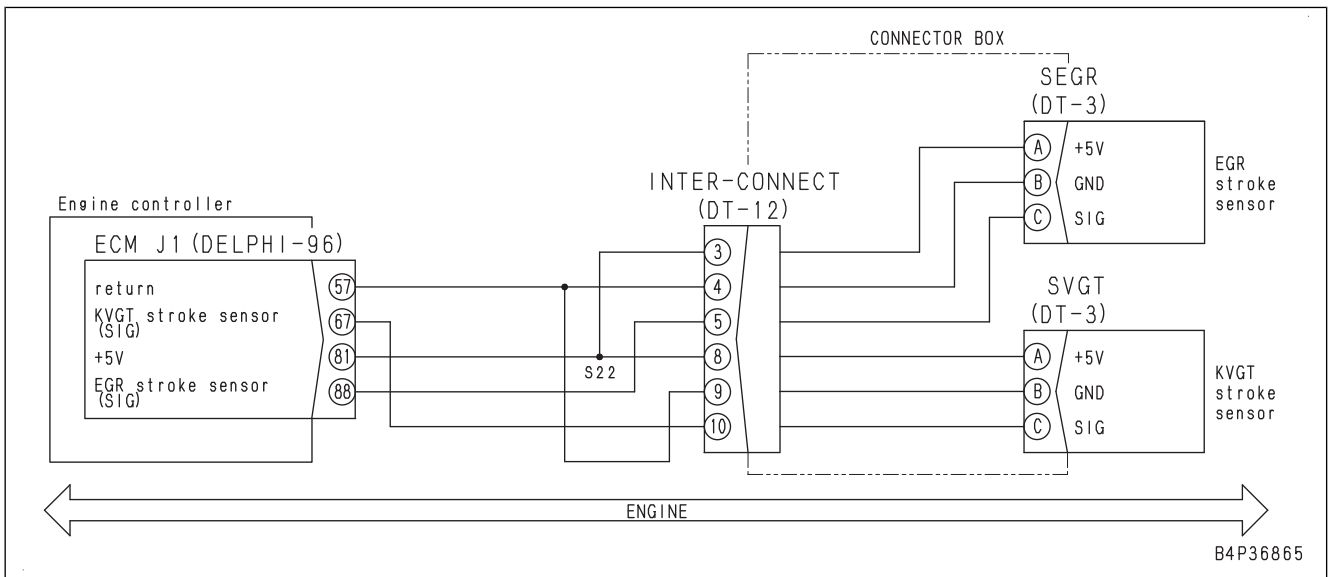 CONNECTOR BOX
SEGR
(DT-3)
A
+5V
B
GND
C
SIG
EGR
stroke
sensor
INTER-CONNECT
(DT-12)
3
4
5
8
9
10
Engine controller
ECM J1(DELPHI-96)
return
57
KVGT stroke sensor
(SIG)
67
+5V
81
EGR stroke sensor
(SIG)
88
S22
SVGT
(DT-3)
A
+5V
B
GND
C
SIG
KVGT
stroke
sensor
ENGINE
B4P36865